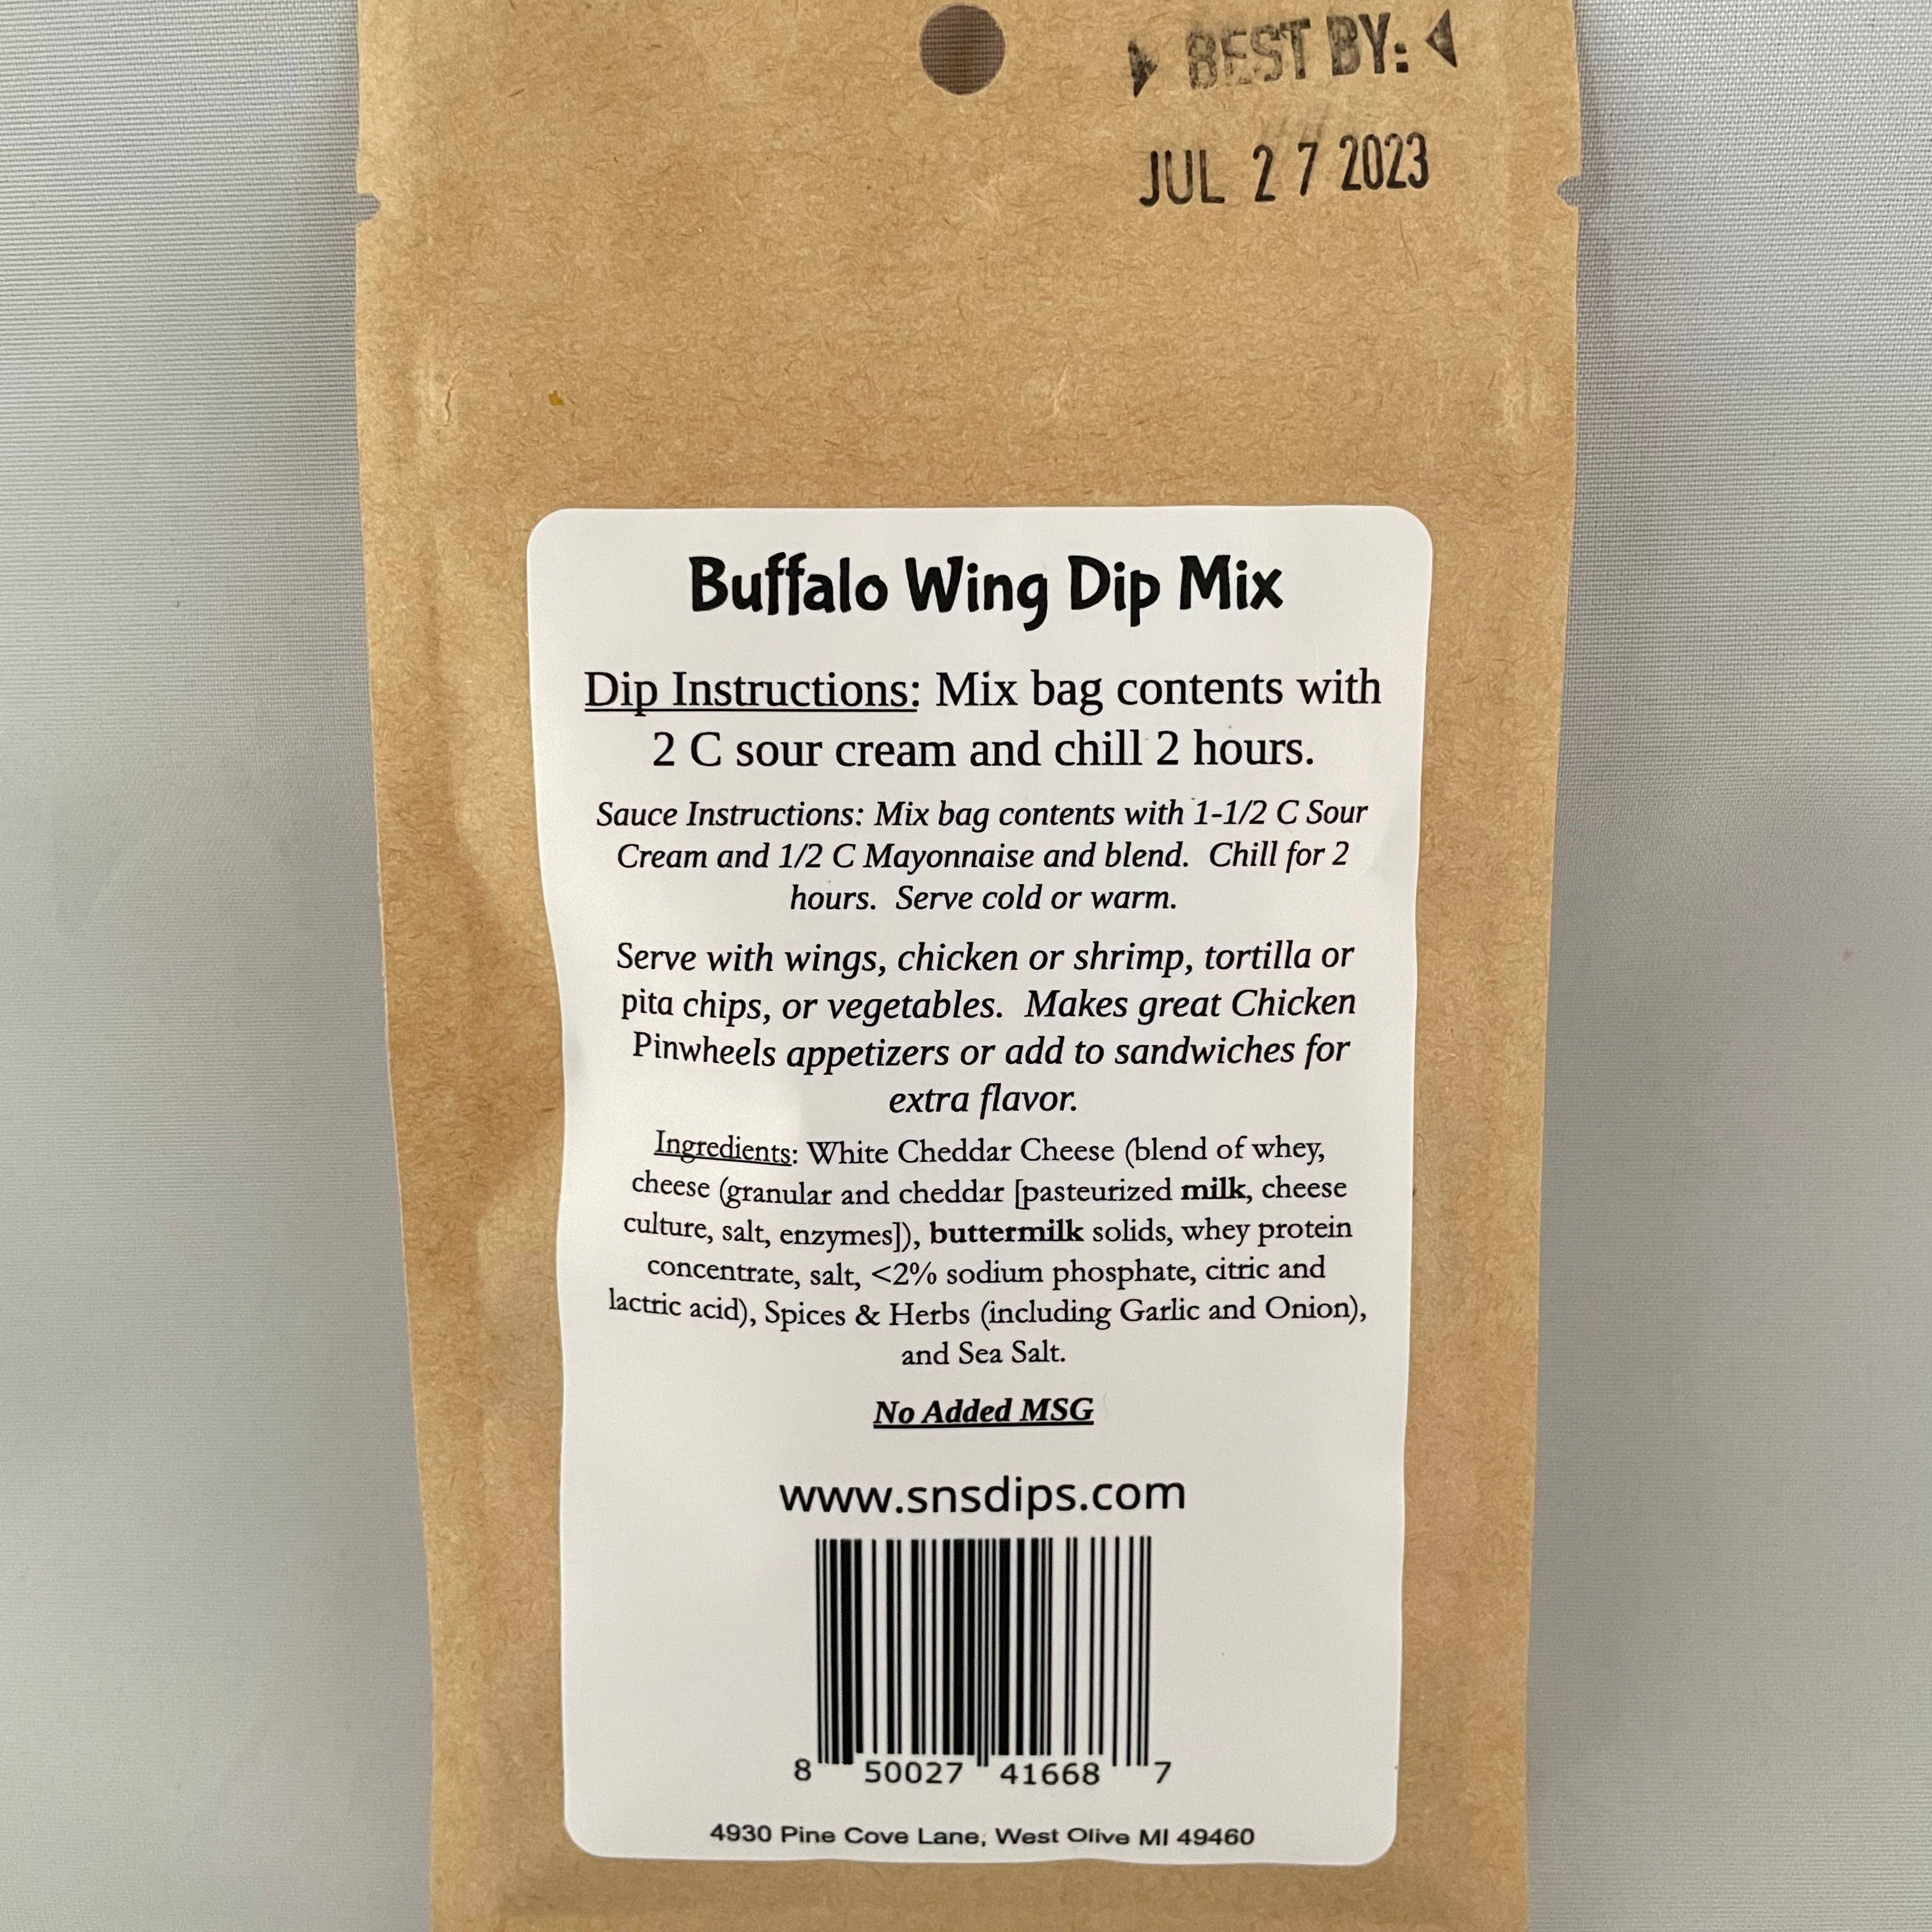 BEST BY:
JUL 27 2023
Buffalo Wing Dip Mix
Dip Instructions: Mix bag contents with
2 C sour cream and chill 2 hours.
Sauce Instructions: Mix bag contents with 1-1/2 C Sour
Cream and 1/2 C Mayonnaise and blend. Chill for 2
hours. Serve cold or warm.
Serve with wings, chicken or shrimp, tortilla or
pita chips, or vegetables. Makes great Chicken
Pinwheels appetizers or add to sandwiches for
extra flavor.
Ingredients: White Cheddar Cheese (blend of whey,
cheese (granular and cheddar [pasteurized milk, cheese
culture, salt, enzymes]), buttermilk solids, whey protein
concentrate, salt, <2% sodium phosphate, citric and
lactric acid), Spices & Herbs (including Garlic and Onion),
and Sea Salt.
No Added MSG
www.snsdips.com
8 50027 41668 7
4930 Pine Cove Lane, West Olive MI 49460